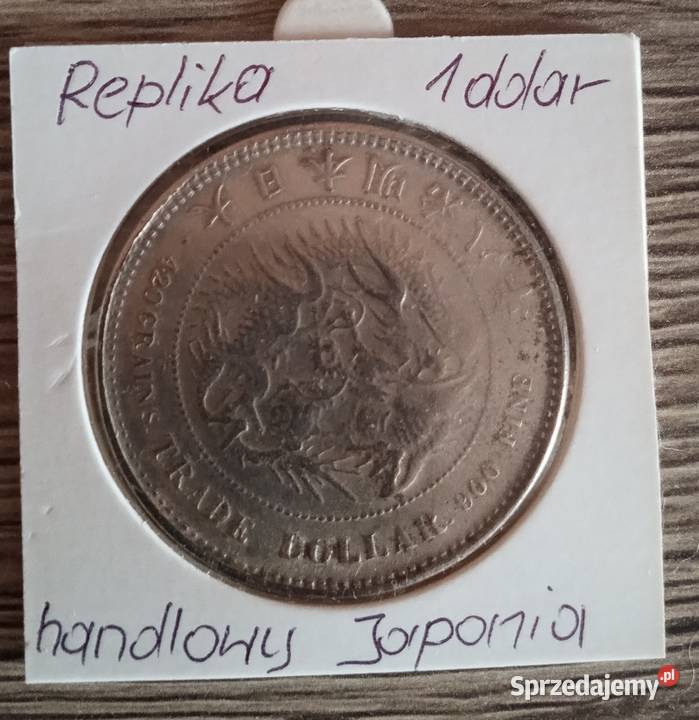 Replika 1 dolar
420 GRAINS. TRADE DOLLAR. 900 FINE.
handlowy Japonia
Sprzedajemy.pl